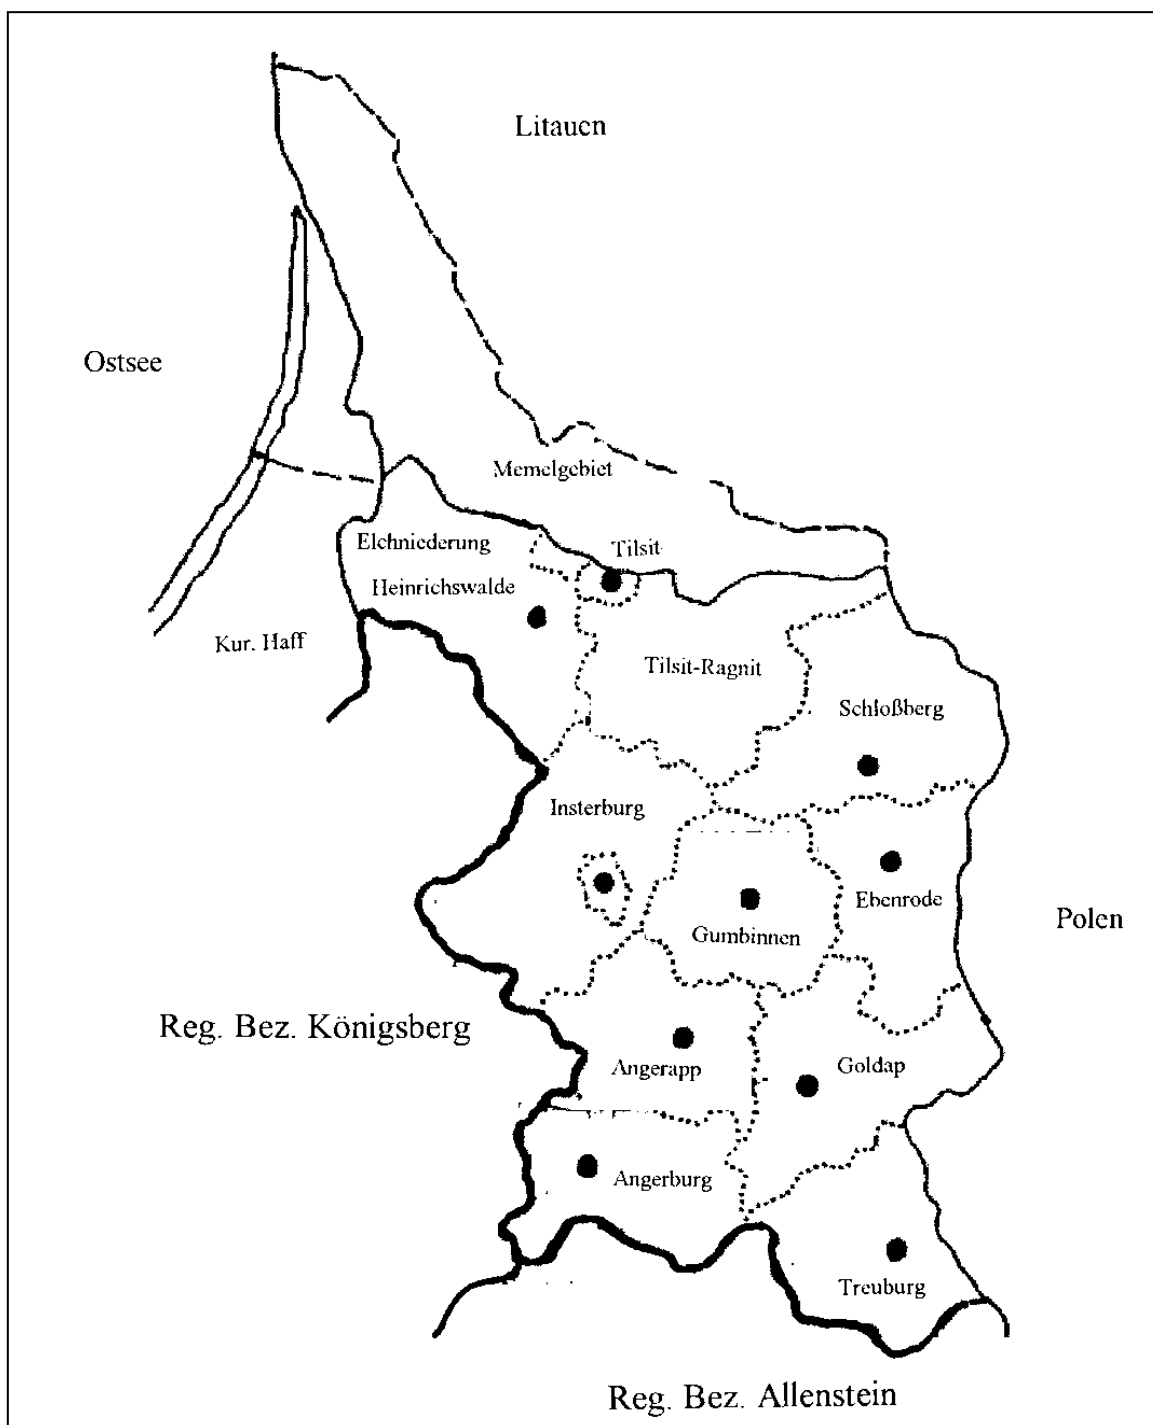 Litauen
Ostsee
Memelgebiet
Elchniederung
Tilsit
Heinrichswalde
Kur. Haff
Tilsit-Ragnit
Schloßberg
Insterburg
Ebenrode
Gumbinnen
Polen
Reg. Bez. Königsberg
Angerapp
Goldap
Angerburg
Treuburg
Reg. Bez. Allenstein